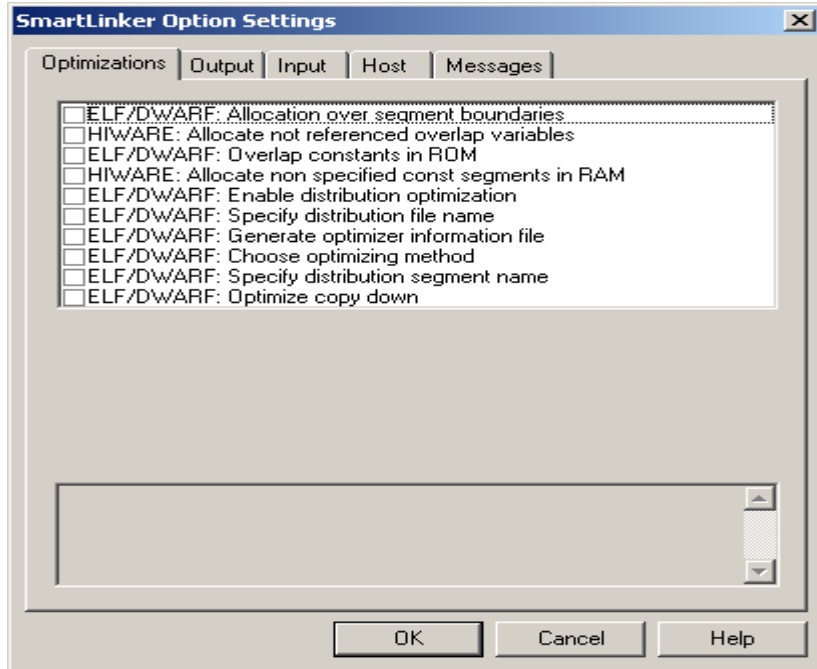 SmartLinker Option Settings
Optimizations Output Input Host Messages
ELF/DWARF: Allocation over segment boundaries
HIWARE: Allocate not referenced overlap variables
ELF/DWARF: Overlap constants in ROM
HIWARE: Allocate non specified const segments in RAM
ELF/DWARF: Enable distribution optimization
ELF/DWARF: Specify distribution file name
ELF/DWARF: Generate optimizer information file
ELF/DWARF: Choose optimizing method
ELF/DWARF: Specify distribution segment name
ELF/DWARF: Optimize copy down
OK Cancel Help